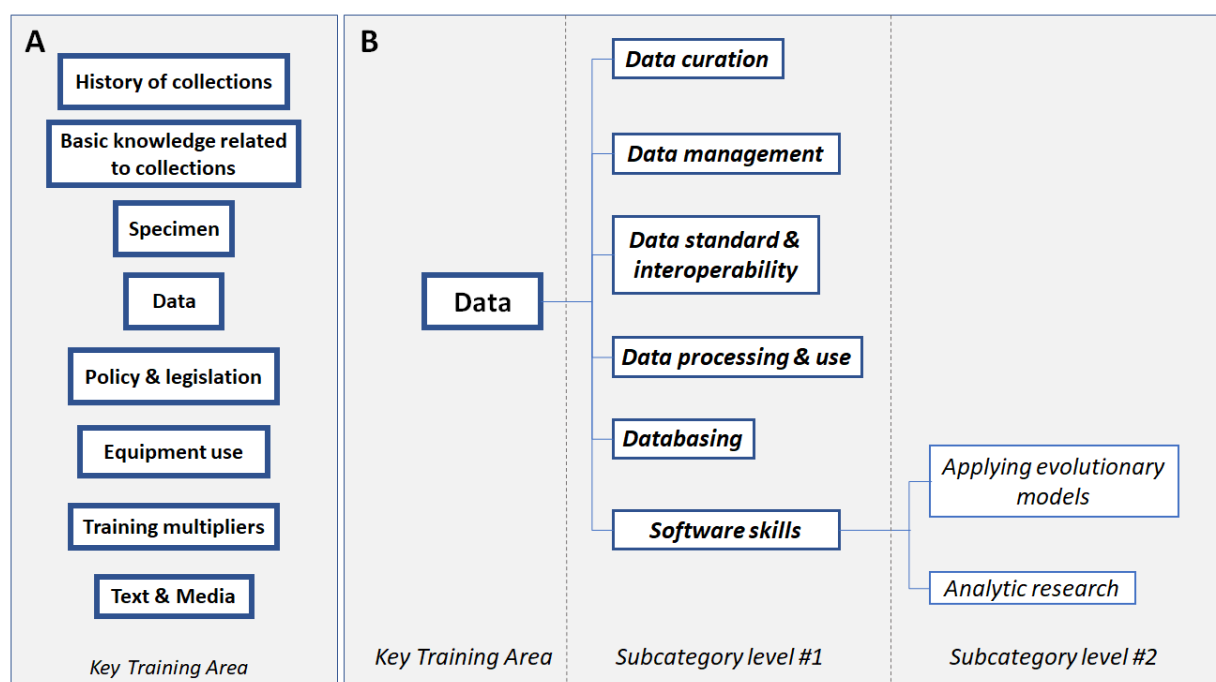 A
History of collections
Basic knowledge related
to collections
Specimen
Data
Policy & legislation
Equipment use
Training multipliers
Text & Media
Key Training Area
B
Data
Data curation
Data management
Data standard &
interoperability
Data processing & use
Databasing
Software skills
Applying evolutionary
models
Analytic research
Key Training Area
Subcategory level #1
Subcategory level #2